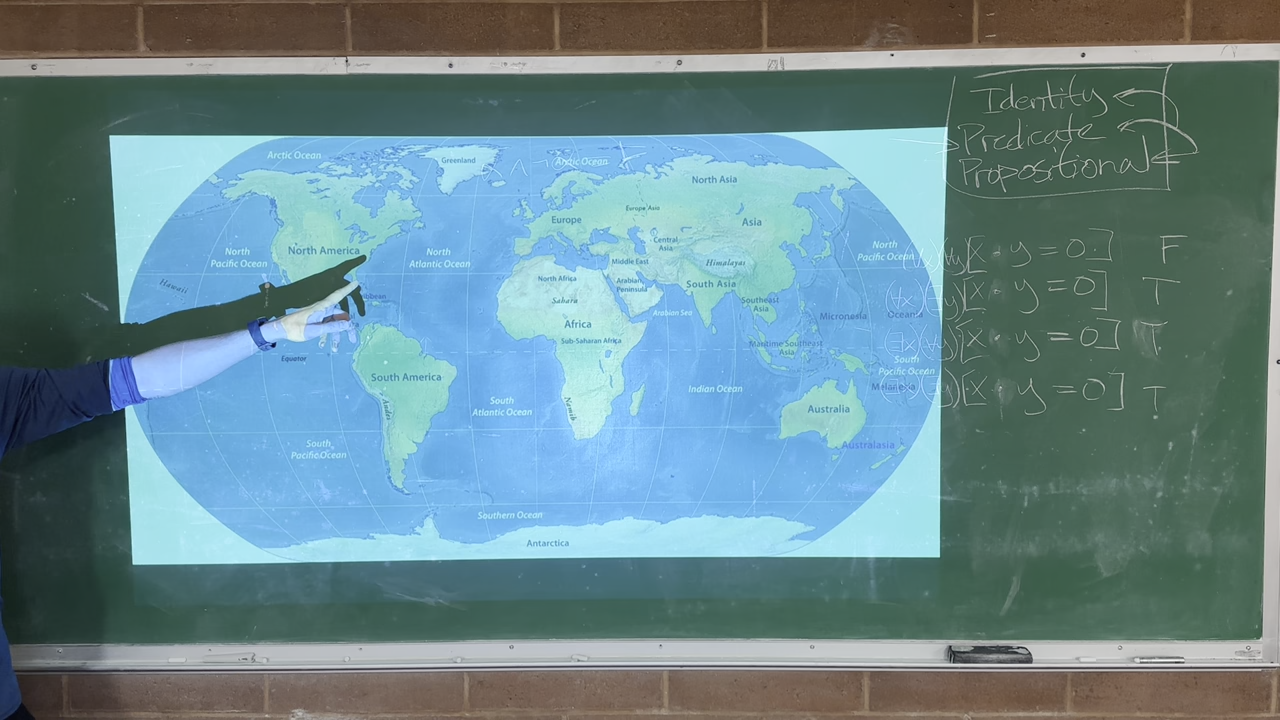 Identity
Predicate
Propositional
Arctic Ocean
Greenland
Arctic Ocean
North Asia
Europe Asia
Europe
Asia
Central Asia
North America
North Pacific Ocean
North Atlantic Ocean
Middle East
Himalayas
North Pacific Ocean
(∀y)[x · y = 0] F
Hawaii
North Africa
Arabian Peninsula
South Asia
Sahara
Southeast Asia
(∀x)(∃y)[x · y = 0] T
Arabian Sea
Micronesia
Oceania
Africa
Sub-Saharan Africa
Maritime Southeast Asia
(∃x)(∀y)[x · y = 0] T
Equator
South Pacific Ocean
South America
Indian Ocean
Melanesia
(∃x)(∃y)[x · y = 0] T
Andes
South Atlantic Ocean
Namib
Australia
South Pacific Ocean
Australasia
Southern Ocean
Antarctica